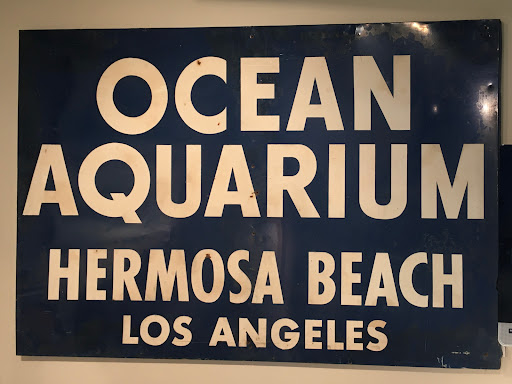 OCEAN
AQUARIUM
HERMOSA BEACH
LOS ANGELES